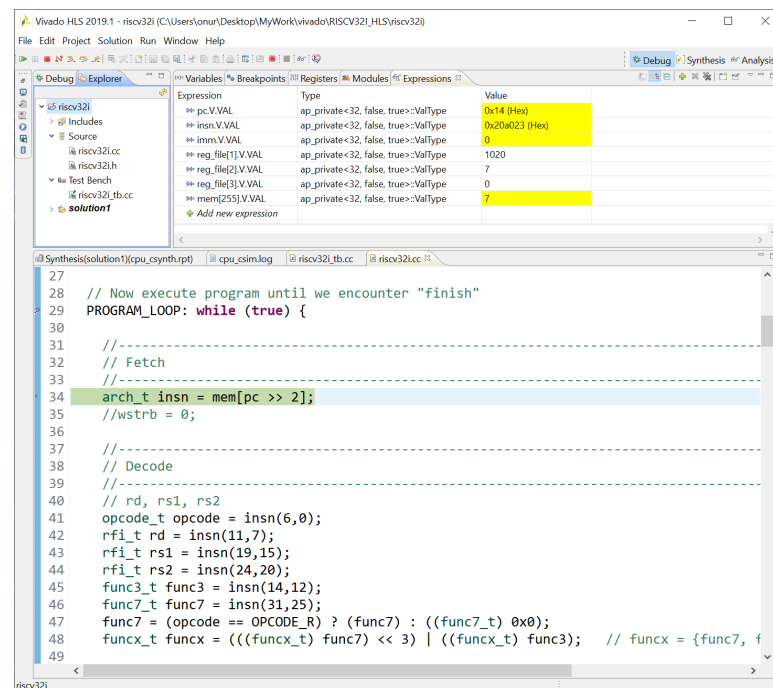 Vivado HLS 2019.1 - riscv32i (C:\Users\onur\Desktop\MyWork\vivado\RISCV32I_HLS\riscv32i)
File Edit Project Solution Run Window Help
Debug Synthesis Analysis
Debug Explorer
riscv32i
Includes
Source
riscv32i.cc
riscv32i.h
Test Bench
riscv32i_tb.cc
solution1
Variables Breakpoints Registers Modules Expressions
Expression Type Value
pc.V.VAL ap_private<32, false, true>::ValType 0x14 (Hex)
insn.V.VAL ap_private<32, false, true>::ValType 0x20a023 (Hex)
imm.V.VAL ap_private<32, false, true>::ValType 0
reg_file[1].V.VAL ap_private<32, false, true>::ValType 1020
reg_file[2].V.VAL ap_private<32, false, true>::ValType 7
reg_file[3].V.VAL ap_private<32, false, true>::ValType 0
mem[255].V.VAL ap_private<32, false, true>::ValType 7
Add new expression
Synthesis(solution1)(cpu_csynth.rpt) cpu_csim.log riscv32i_tb.cc riscv32i.cc
27
28 // Now execute program until we encounter "finish"
29 PROGRAM_LOOP: while (true) {
30
31 //--------------------------------------------------------------------------------
32 // Fetch
33 //--------------------------------------------------------------------------------
34 arch_t insn = mem[pc >> 2];
35 //wstrb = 0;
36
37 //--------------------------------------------------------------------------------
38 // Decode
39 //--------------------------------------------------------------------------------
40 // rd, rs1, rs2
41 opcode_t opcode = insn(6,0);
42 rfi_t rd = insn(11,7);
43 rfi_t rs1 = insn(19,15);
44 rfi_t rs2 = insn(24,20);
45 func3_t func3 = insn(14,12);
46 func7_t func7 = insn(31,25);
47 func7 = (opcode == OPCODE_R) ? (func7) : ((func7_t) 0x0);
48 funcx_t funcx = (((funcx_t) func7) << 3) | ((funcx_t) func3); // funcx = {func7, f
49
riscv32i